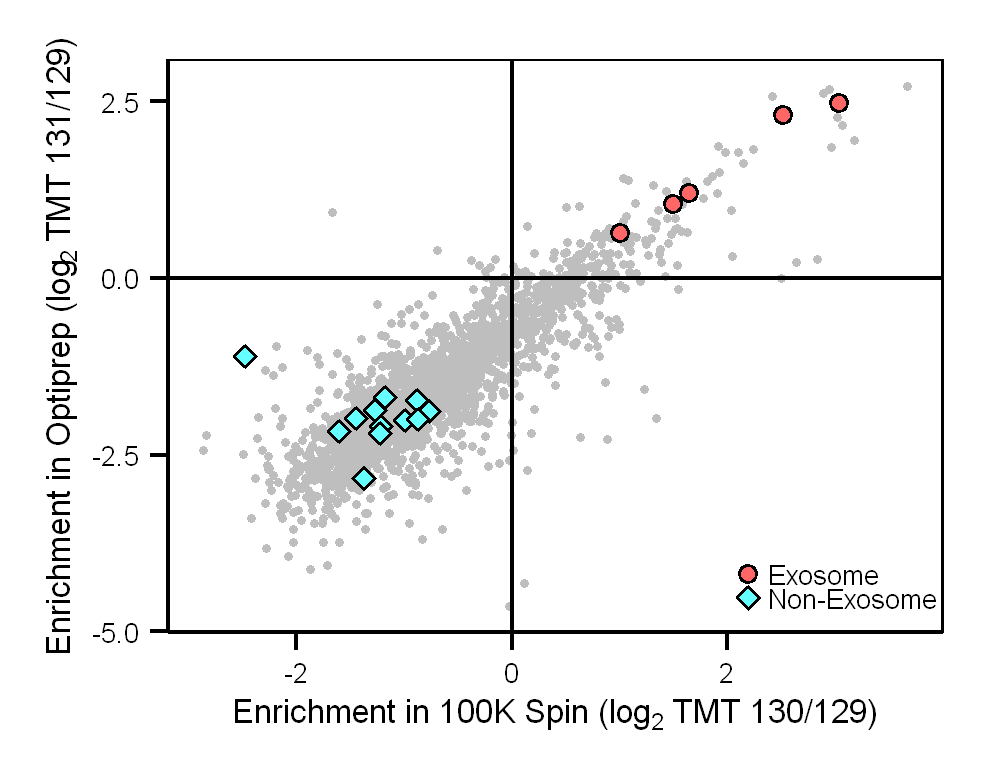 Enrichment in Optiprep (log2 TMT 131/129)
2.5
0.0
-2.5
-5.0
Exosome
Non-Exosome
-2
0
2
Enrichment in 100K Spin (log2 TMT 130/129)